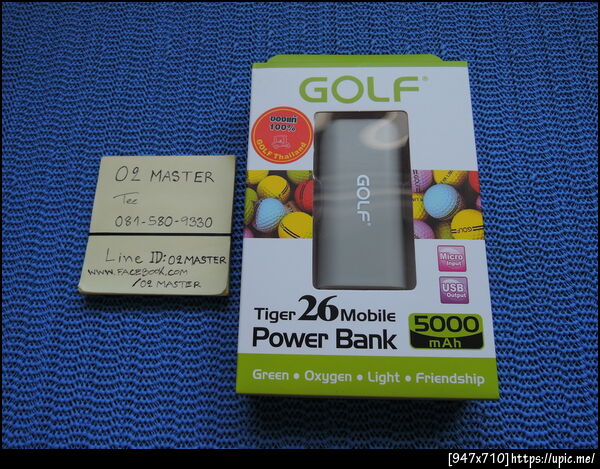 O2 MASTER
Tee
081-580-9330
Line ID: O2MASTER
WWW.FACEBOOK.COM
/O2 MASTER
GOLF®
ของแท้
100%
GOLF Thailand
GOLF
Micro
Input
USB
Output
Tiger 26 Mobile
Power Bank
5000
mAh
Green • Oxygen • Light • Friendship
[947x710]https://upic.me/